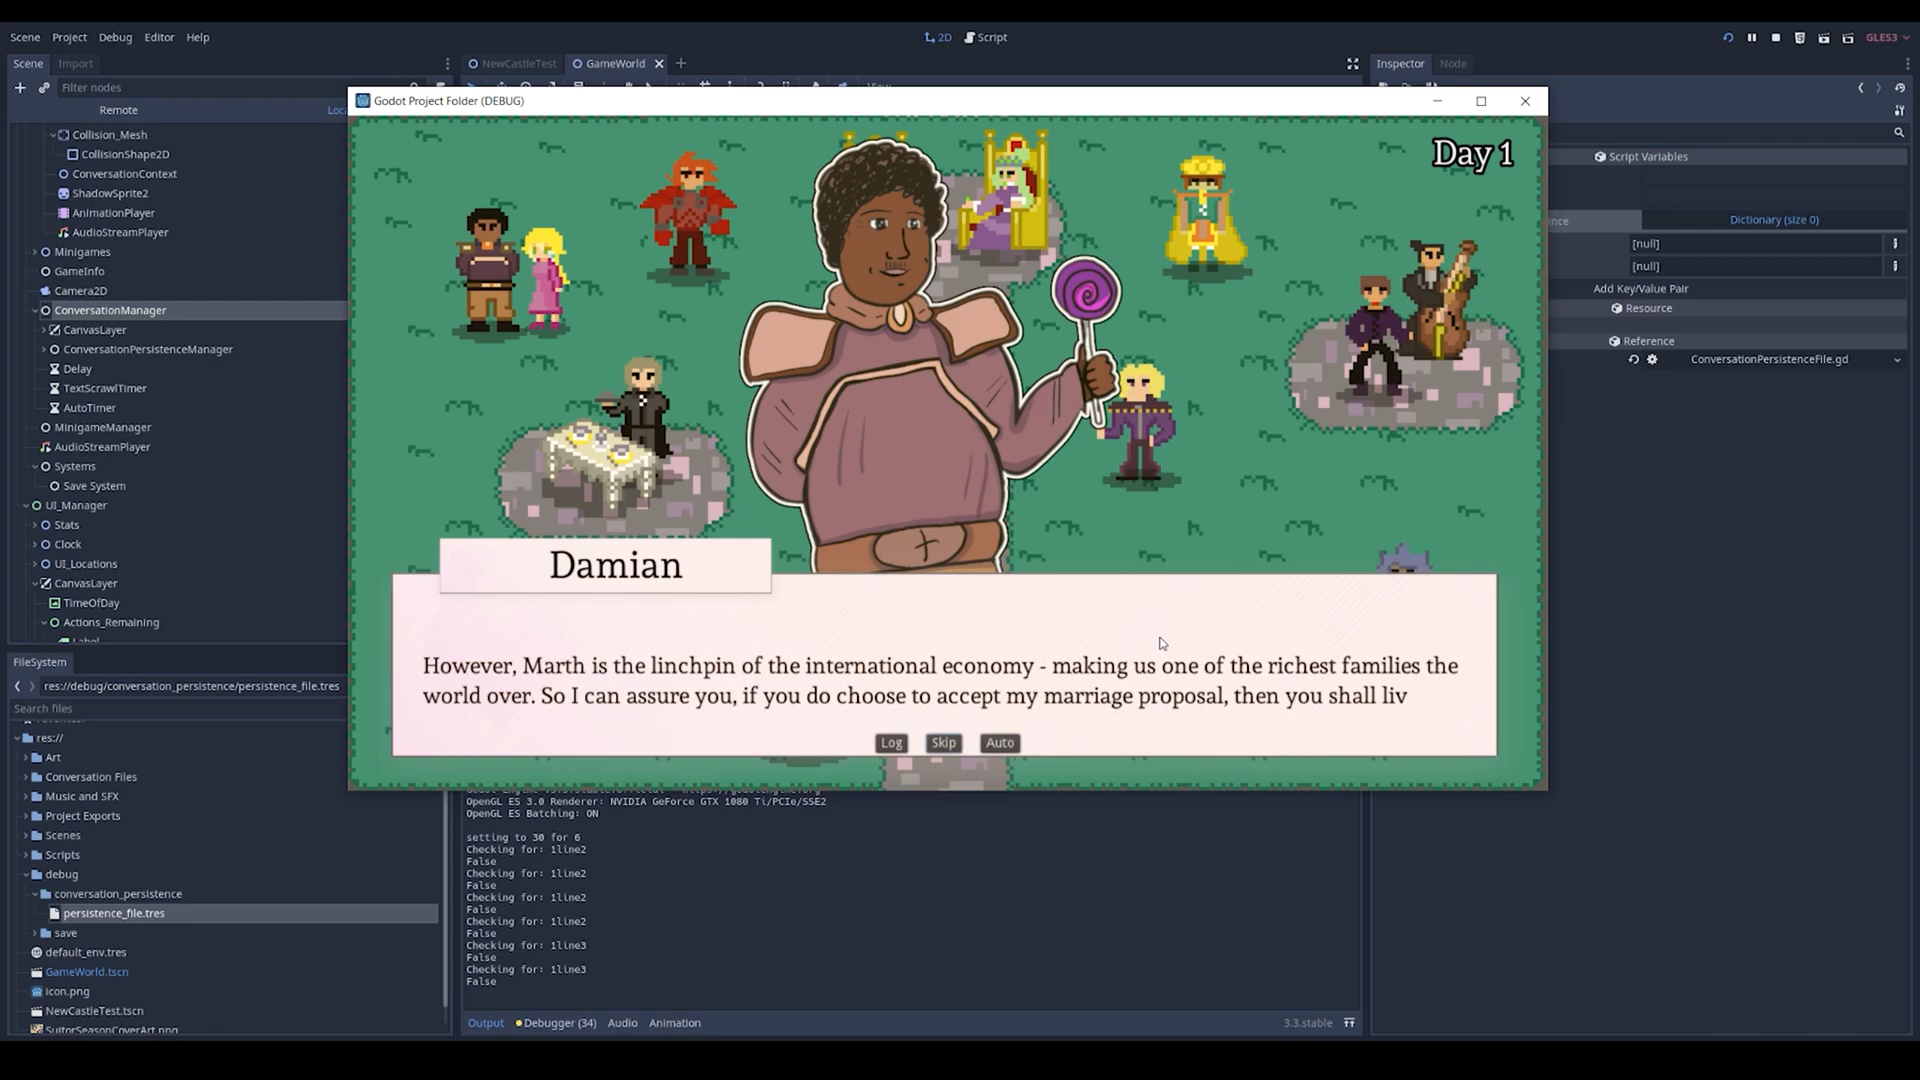 Scene Project Debug Editor Help
2D Script
GLES3
Scene Import
NewCastleTest GameWorld
Inspector Node
Filter nodes
View
Remote
Godot Project Folder (DEBUG)
Day 1
Collision_Mesh
CollisionShape2D
ConversationContext
ShadowSprite2
AnimationPlayer
AudioStreamPlayer
Minigames
GameInfo
Camera2D
ConversationManager
CanvasLayer
ConversationPersistenceManager
Delay
TextScrawlTimer
AutoTimer
MinigameManager
AudioStreamPlayer
Systems
Save System
UI_Manager
Stats
Clock
UI_Locations
CanvasLayer
TimeOfDay
Actions_Remaining
Label
Script Variables
Dictionary (size 0)
[null]
[null]
Add Key/Value Pair
Resource
Reference
ConversationPersistenceFile.gd
Damian
However, Marth is the linchpin of the international economy - making us one of the richest families the
world over. So I can assure you, if you do choose to accept my marriage proposal, then you shall liv
Log Skip Auto
FileSystem
res://debug/conversation_persistence/persistence_file.tres
Search files
res://
Art
Conversation Files
Music and SFX
Project Exports
Scenes
Scripts
debug
conversation_persistence
persistence_file.tres
save
default_env.tres
GameWorld.tscn
icon.png
NewCastleTest.tscn
SuitorSeasonCoverArt.png
OpenGL ES 3.0 Renderer: NVIDIA GeForce GTX 1080 Ti/PCIe/SSE2
OpenGL ES Batching: ON
setting to 30 for 6
Checking for: 1line2
False
Checking for: 1line2
False
Checking for: 1line2
False
Checking for: 1line2
False
Checking for: 1line3
False
Checking for: 1line3
False
Output Debugger (34) Audio Animation
3.3.stable